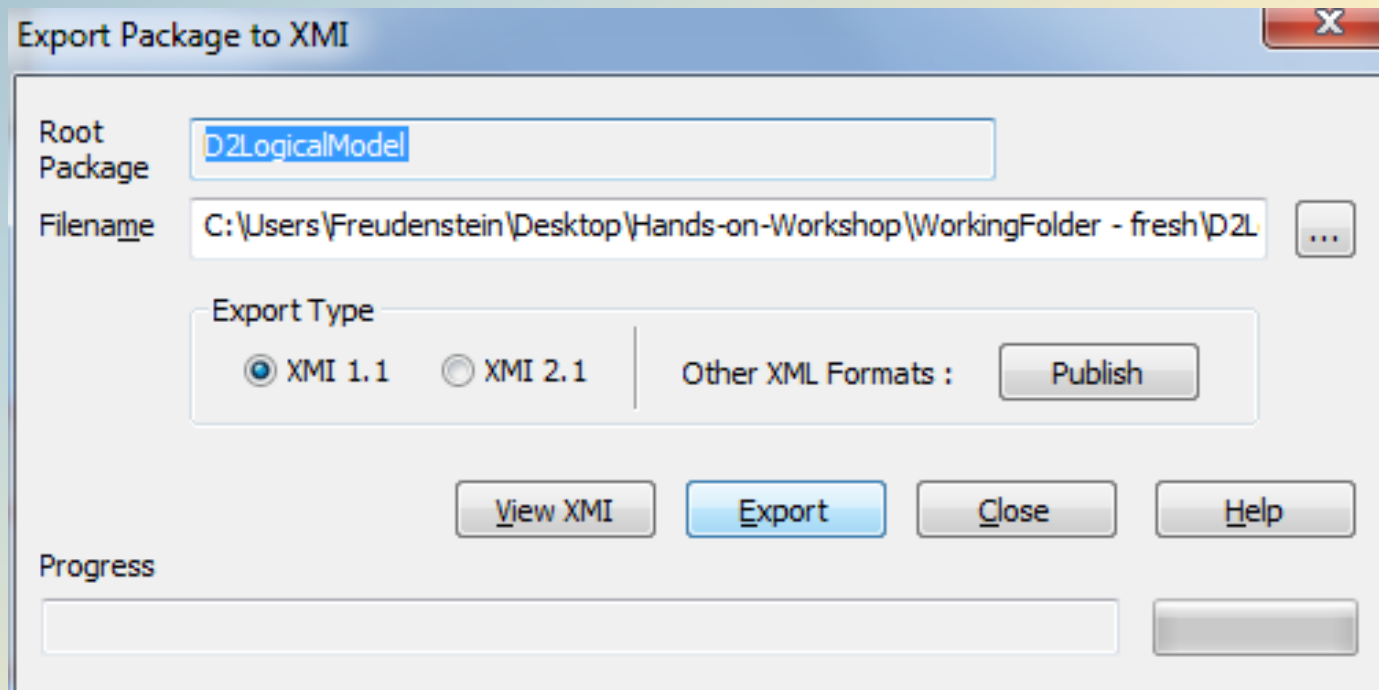 Export Package to XMI
x
Root
Package
D2LogicalModel
Filename
C:\Users\Freudenstein\Desktop\Hands-on-Workshop\WorkingFolder - fresh\D2L
...
Export Type
XMI 1.1
XMI 2.1
Other XML Formats :
Publish
View XMI
Export
Close
Help
Progress